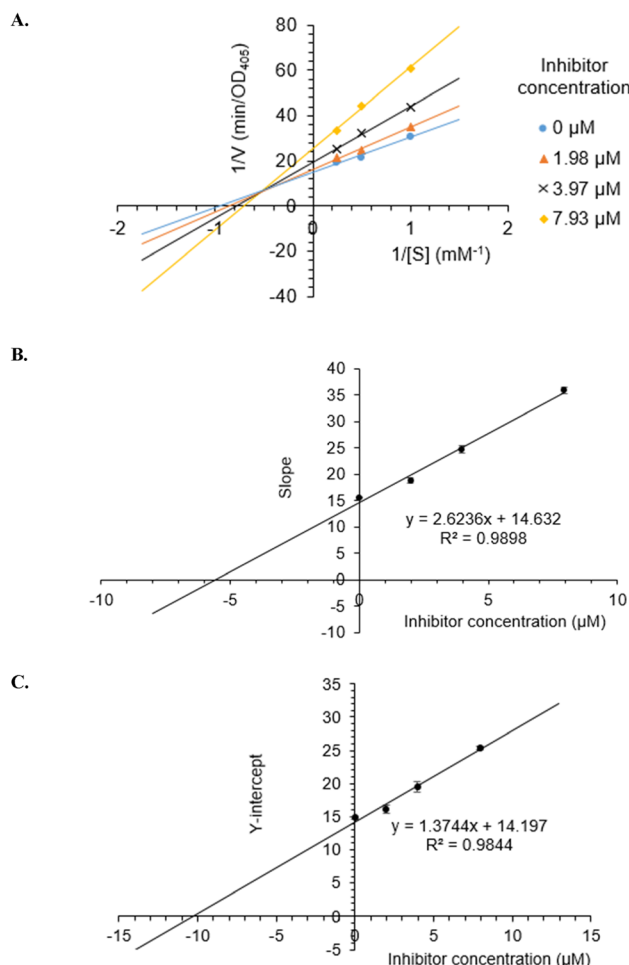 A.
1/V (min/OD405)
80
60
40
20
0
-20
-40
-2
-1
0
1
2
1/[S] (mM-1)
Inhibitor
concentration
0 µM
1.98 µM
3.97 µM
7.93 µM
B.
Slope
40
35
30
25
20
15
10
5
0
-5
-10
-10
-5
0
5
10
y = 2.6236x + 14.632
R² = 0.9898
Inhibitor concentration (µM)
C.
Y-intercept
35
30
25
20
15
10
5
0
-5
-15
-10
-5
0
5
10
15
y = 1.3744x + 14.197
R² = 0.9844
Inhibitor concentration (µM)